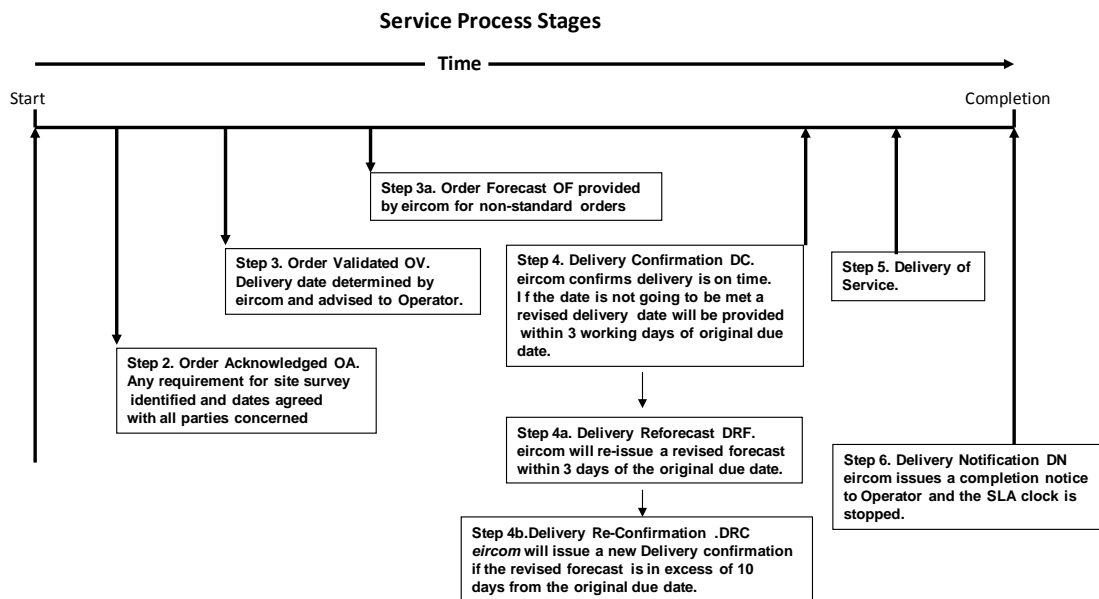 Service Process Stages
Time
Start
Completion
Step 3a. Order Forecast OF provided
by eircom for non-standard orders
Step 3. Order Validated OV.
Delivery date determined by
eircom and advised to Operator.
Step 4. Delivery Confirmation DC.
eircom confirms delivery is on time.
I f the date is not going to be met a
revised delivery date will be provided
within 3 working days of original due
date.
Step 5. Delivery of
Service.
Step 2. Order Acknowledged OA.
Any requirement for site survey
identified and dates agreed
with all parties concerned
Step 4a. Delivery Reforecast DRF.
eircom will re-issue a revised forecast
within 3 days of the original due date.
Step 6. Delivery Notification DN
eircom issues a completion notice
to Operator and the SLA clock is
stopped.
Step 4b.Delivery Re-Confirmation .DRC
eircom will issue a new Delivery confirmation
if the revised forecast is in excess of 10
days from the original due date.